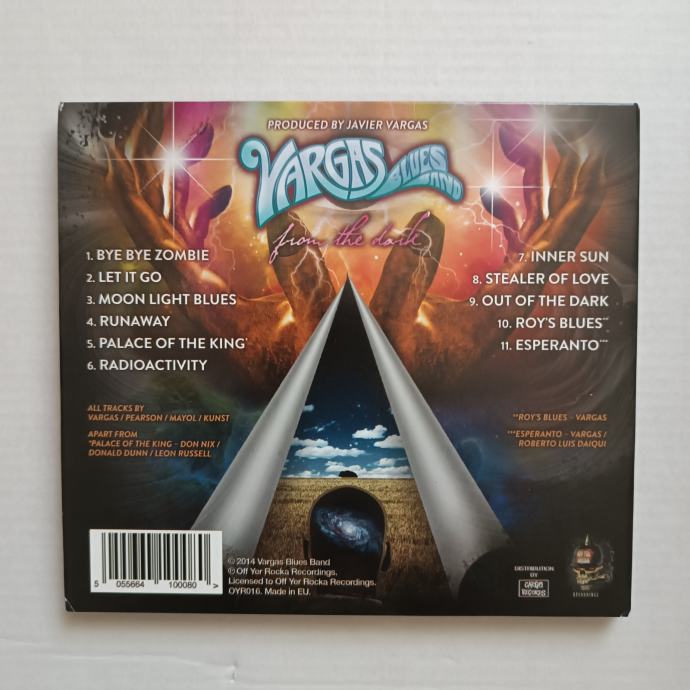 PRODUCED BY JAVIER VARGAS
VARGAS
BLUES
BAND
from the dark
1. BYE BYE ZOMBIE
2. LET IT GO
3. MOON LIGHT BLUES
4. RUNAWAY
5. PALACE OF THE KING*
6. RADIOACTIVITY
7. INNER SUN
8. STEALER OF LOVE
9. OUT OF THE DARK
10. ROY'S BLUES**
11. ESPERANTO***
ALL TRACKS BY
VARGAS / PEARSON / MAYOL / KUNST
APART FROM
*PALACE OF THE KING – DON NIX /
DONALD DUNN / LEON RUSSELL
**ROY'S BLUES – VARGAS
***ESPERANTO – VARGAS /
ROBERTO LUIS DAIQUI
5 055664 100080 >
© 2014 Vargas Blues Band
℗ Off Yer Rocka Recordings.
Licensed to Off Yer Rocka Recordings.
OYR016. Made in EU.
DISTRIBUTION
BY
CARGO
RECORDS
RECORDINGS